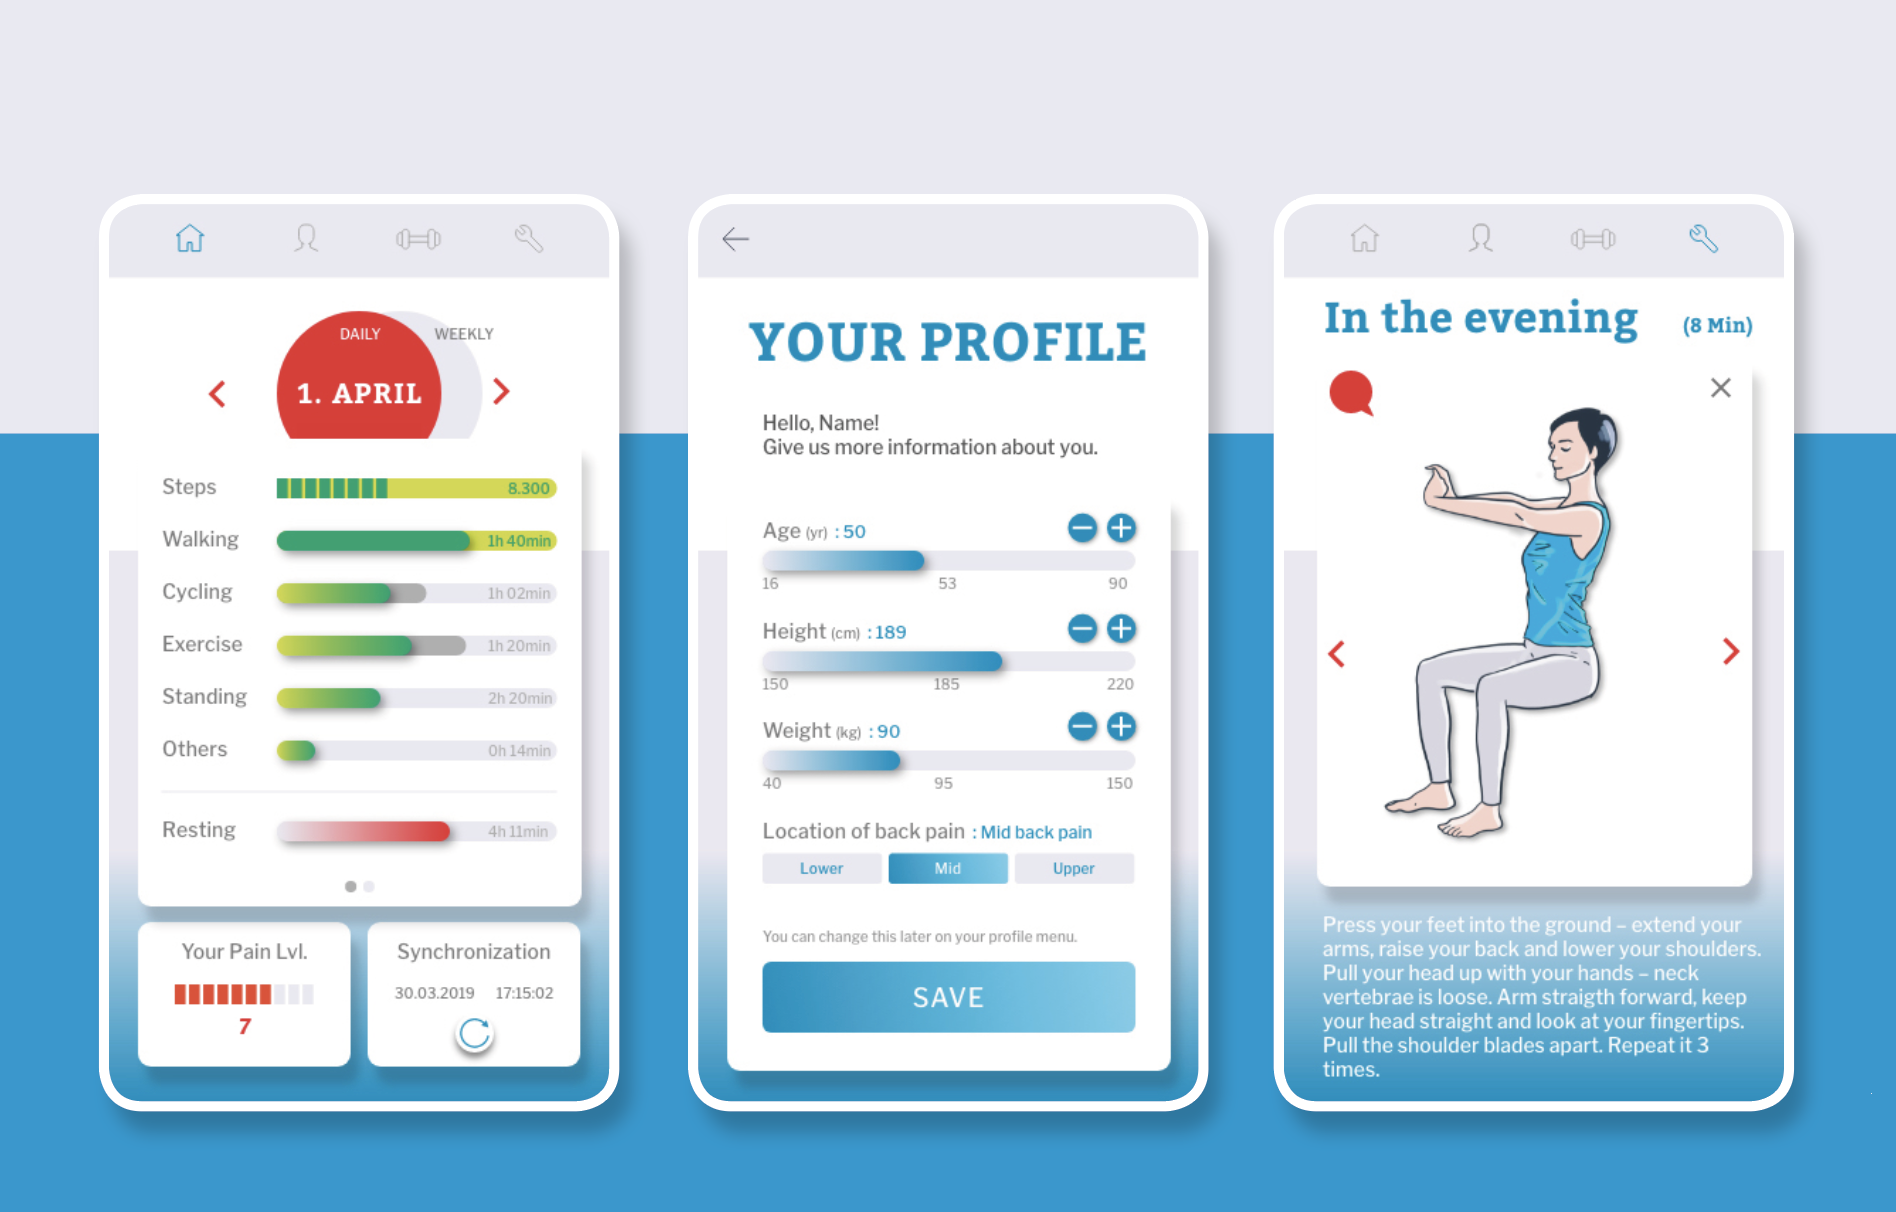 DAILY
WEEKLY
1. APRIL
Steps 8.300
Walking 1h 40min
Cycling 1h 02min
Exercise 1h 20min
Standing 2h 20min
Others 0h 14min
Resting 4h 11min
Your Pain Lvl.
7
Synchronization
30.03.2019 17:15:02
YOUR PROFILE
Hello, Name!
Give us more information about you.
Age (yr) : 50
16 53 90
Height (cm) : 189
150 185 220
Weight (kg) : 90
40 95 150
Location of back pain : Mid back pain
Lower Mid Upper
You can change this later on your profile menu.
SAVE
In the evening (8 Min)
Press your feet into the ground – extend your
arms, raise your back and lower your shoulders.
Pull your head up with your hands – neck
vertebrae is loose. Arm straigth forward, keep
your head straight and look at your fingertips.
Pull the shoulder blades apart. Repeat it 3
times.